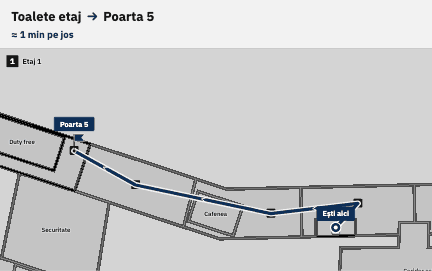 Toalete etaj → Poarta 5
≈ 1 min pe jos
1 Etaj 1
Poarta 5
Duty free
Cafenea
Ești aici
Securitate